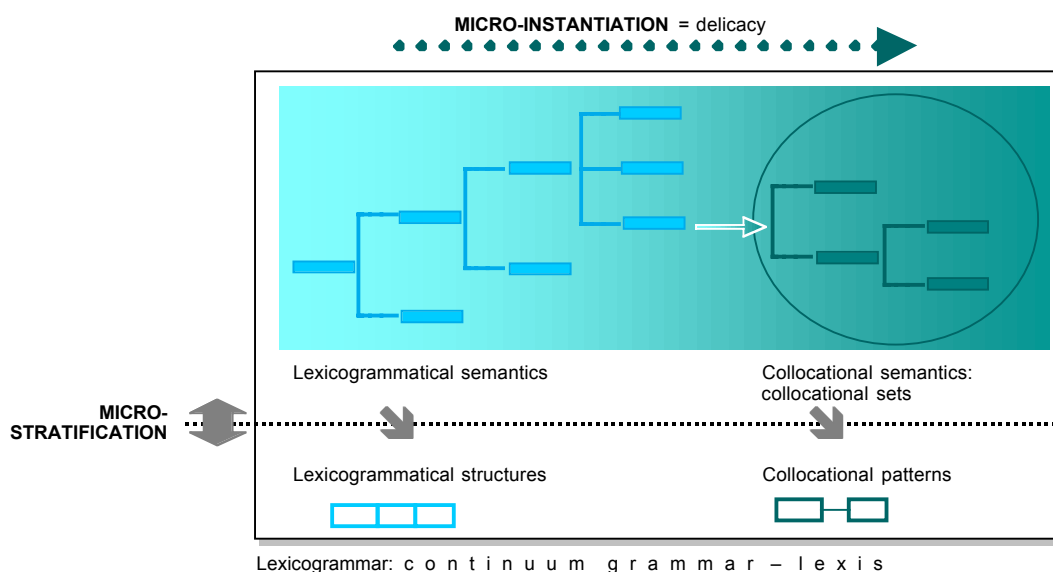 MICRO-INSTANTIATION = delicacy
Lexicogrammatical semantics
Collocational semantics:
collocational sets
MICRO-
STRATIFICATION
Lexicogrammatical structures
Collocational patterns
Lexicogrammar: c o n t i n u u m g r a m m a r – l e x i s